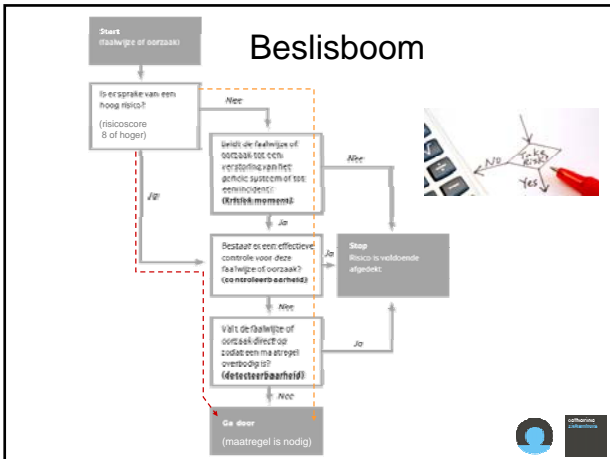 Beslisboom
Start
(faalwijze of oorzaak)
Is er sprake van een
hoog risico?
(risicoscore
8 of hoger)
Nee
Leidt de faalwijze of
oorzaak tot een
verstoring van het
gehele systeem of tot
een incident?
(Kritiek moment)
Nee
Ja
Ja
Bestaat er een effectieve
controle voor deze
faalwijze of oorzaak?
(controleerbaarheid)
Ja
Stop
Risico is voldoende
afgedekt
Nee
Valt de faalwijze of
oorzaak direct op
zodat een maatregel
overbodig is?
(detecteerbaarheid)
Ja
Nee
Ga door
(maatregel is nodig)
No
Take
Risk?
Yes
catharina
ziekenhuis